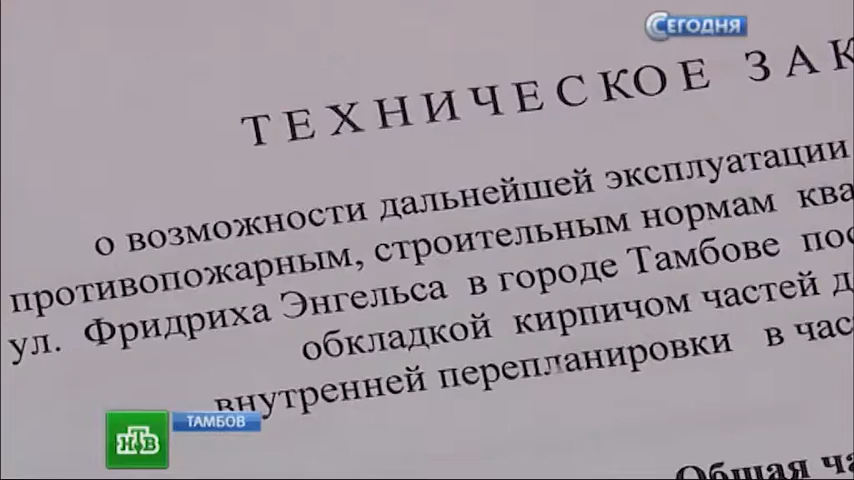 СЕГОДНЯ
ТЕХНИЧЕСКОЕ ЗАК
о возможности дальнейшей эксплуатации
противопожарным, строительным нормам ква
ул. Фридриха Энгельса в городе Тамбове пос
обкладкой кирпичом частей д
внутренней перепланировки в час
Общая ча
ТАМБОВ
НТВ